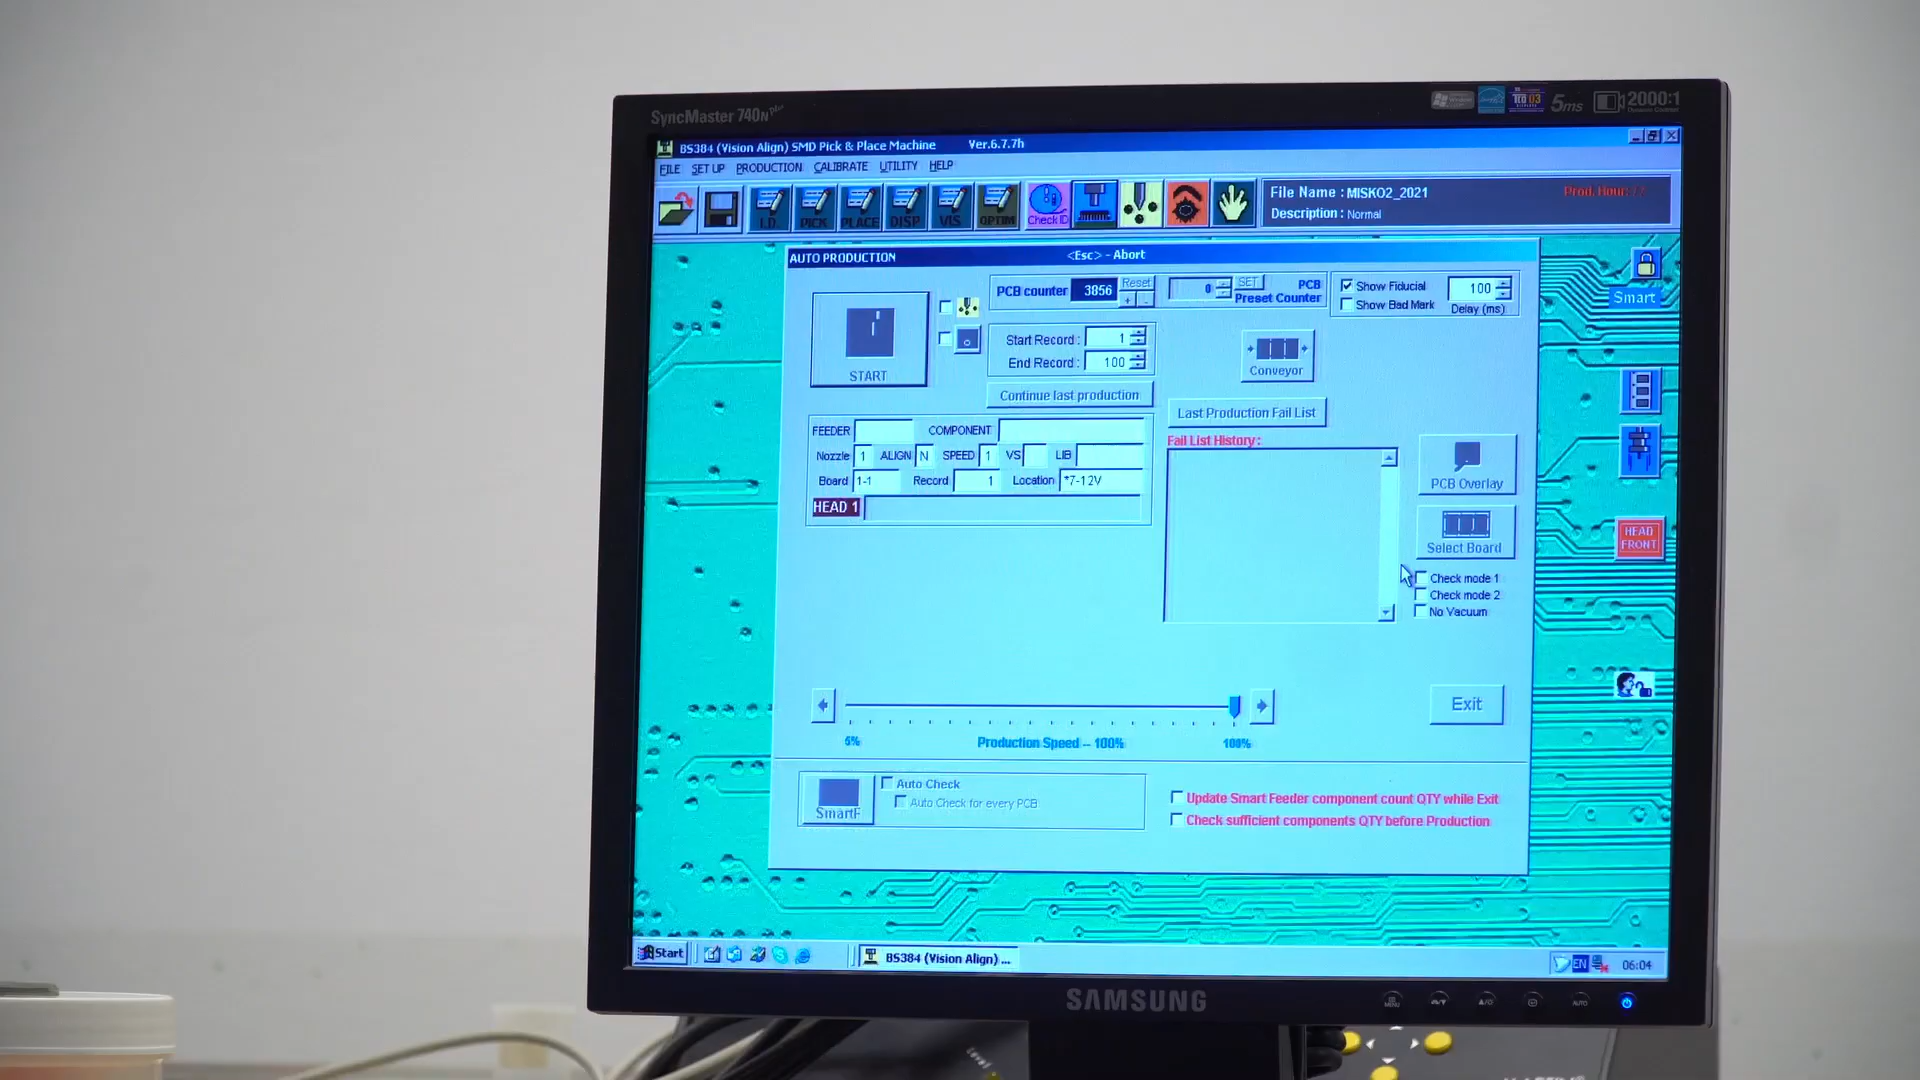 SyncMaster 740N plus
5ms
2000:1
BS384 (Vision Align) SMD Pick & Place Machine Ver.6.7.7h
FILE SET UP PRODUCTION CALIBRATE UTILITY HELP
I.D. PICK PLACE DISP VIS OPTIM Check ID
File Name : MISKO2_2021
Prod. Hour:
Description : Normal
AUTO PRODUCTION <Esc> - Abort
PCB counter 3856 Reset
+ -
0 SET PCB
Preset Counter
Show Fiducial 100
Show Bad Mark Delay (ms)
Smart
START
Start Record : 1
End Record : 100
Continue last production
Conveyor
Last Production Fail List
Fail List History :
FEEDER COMPONENT
Nozzle 1 ALIGN N SPEED 1 VS LIB
Board 1-1 Record 1 Location *7-12V
HEAD 1
PCB Overlay
Select Board
HEAD
FRONT
Check mode 1
Check mode 2
No Vacuum
Exit
5% Production Speed -- 100% 100%
SmartF
Auto Check
Auto Check for every PCB
Update Smart Feeder component count QTY while Exit
Check sufficient components QTY before Production
Start
BS384 (Vision Align) ...
EN 06:04
SAMSUNG
MENU
AUTO
Level